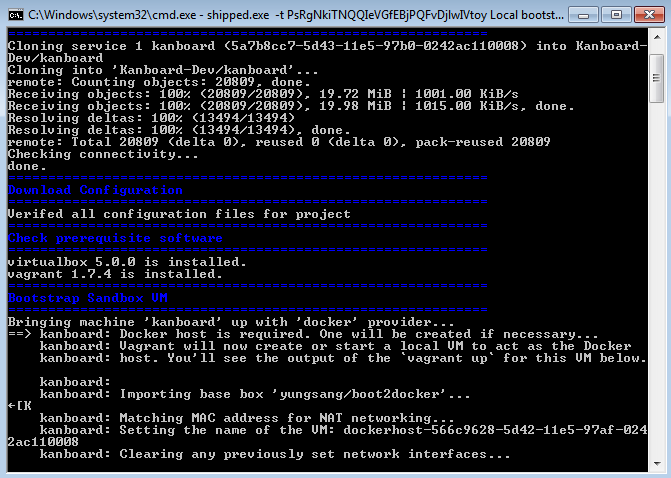 C:\Windows\system32\cmd.exe - shipped.exe -t PsRgNkiTNQQIeVGfEBjPQFvDjlwIVtoy Local bootst...
================================================================
Cloning service 1 kanboard (5a7b8cc7-5d43-11e5-97b0-0242ac110008) into Kanboard-
Dev/kanboard
Cloning into 'Kanboard-Dev/kanboard'...
remote: Counting objects: 20809, done.
Receiving objects: 100% (20809/20809), 19.72 MiB ¦ 1001.00 KiB/s
Receiving objects: 100% (20809/20809), 19.98 MiB ¦ 1015.00 KiB/s, done.
Resolving deltas: 100% (13494/13494)
Resolving deltas: 100% (13494/13494), done.
remote: Total 20809 (delta 0), reused 0 (delta 0), pack-reused 20809
Checking connectivity...
done.
================================================================
Download Configuration
================================================================
Verifed all configuration files for project
================================================================
Check prerequisite software
================================================================
virtualbox 5.0.0 is installed.
vagrant 1.7.4 is installed.
================================================================
Bootstrap Sandbox VM
================================================================
Bringing machine 'kanboard' up with 'docker' provider...
==> kanboard: Docker host is required. One will be created if necessary...
    kanboard: Vagrant will now create or start a local VM to act as the Docker
    kanboard: host. You'll see the output of the `vagrant up` for this VM below.
    kanboard:
    kanboard: Importing base box 'yungsang/boot2docker'...
←[K
    kanboard: Matching MAC address for NAT networking...
    kanboard: Setting the name of the VM: dockerhost-566c9628-5d42-11e5-97af-024
2ac110008
    kanboard: Clearing any previously set network interfaces...